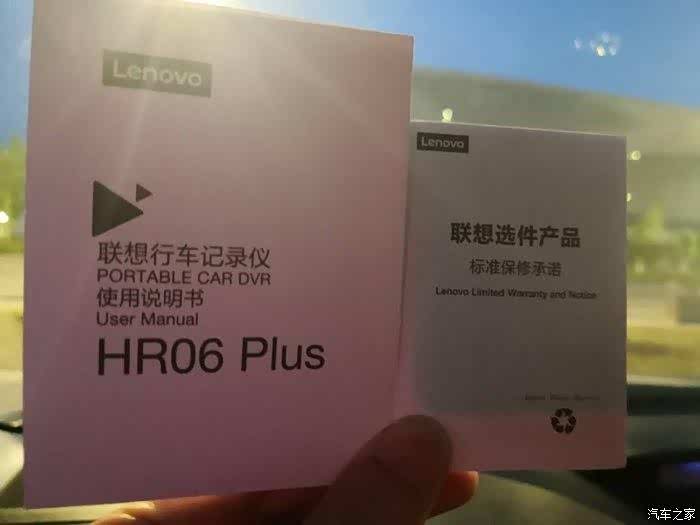 Lenovo
联想行车记录仪
PORTABLE CAR DVR
使用说明书
User Manual
HR06 Plus
Lenovo
联想选件产品
标准保修承诺
Lenovo Limited Warranty and Notice
汽车之家